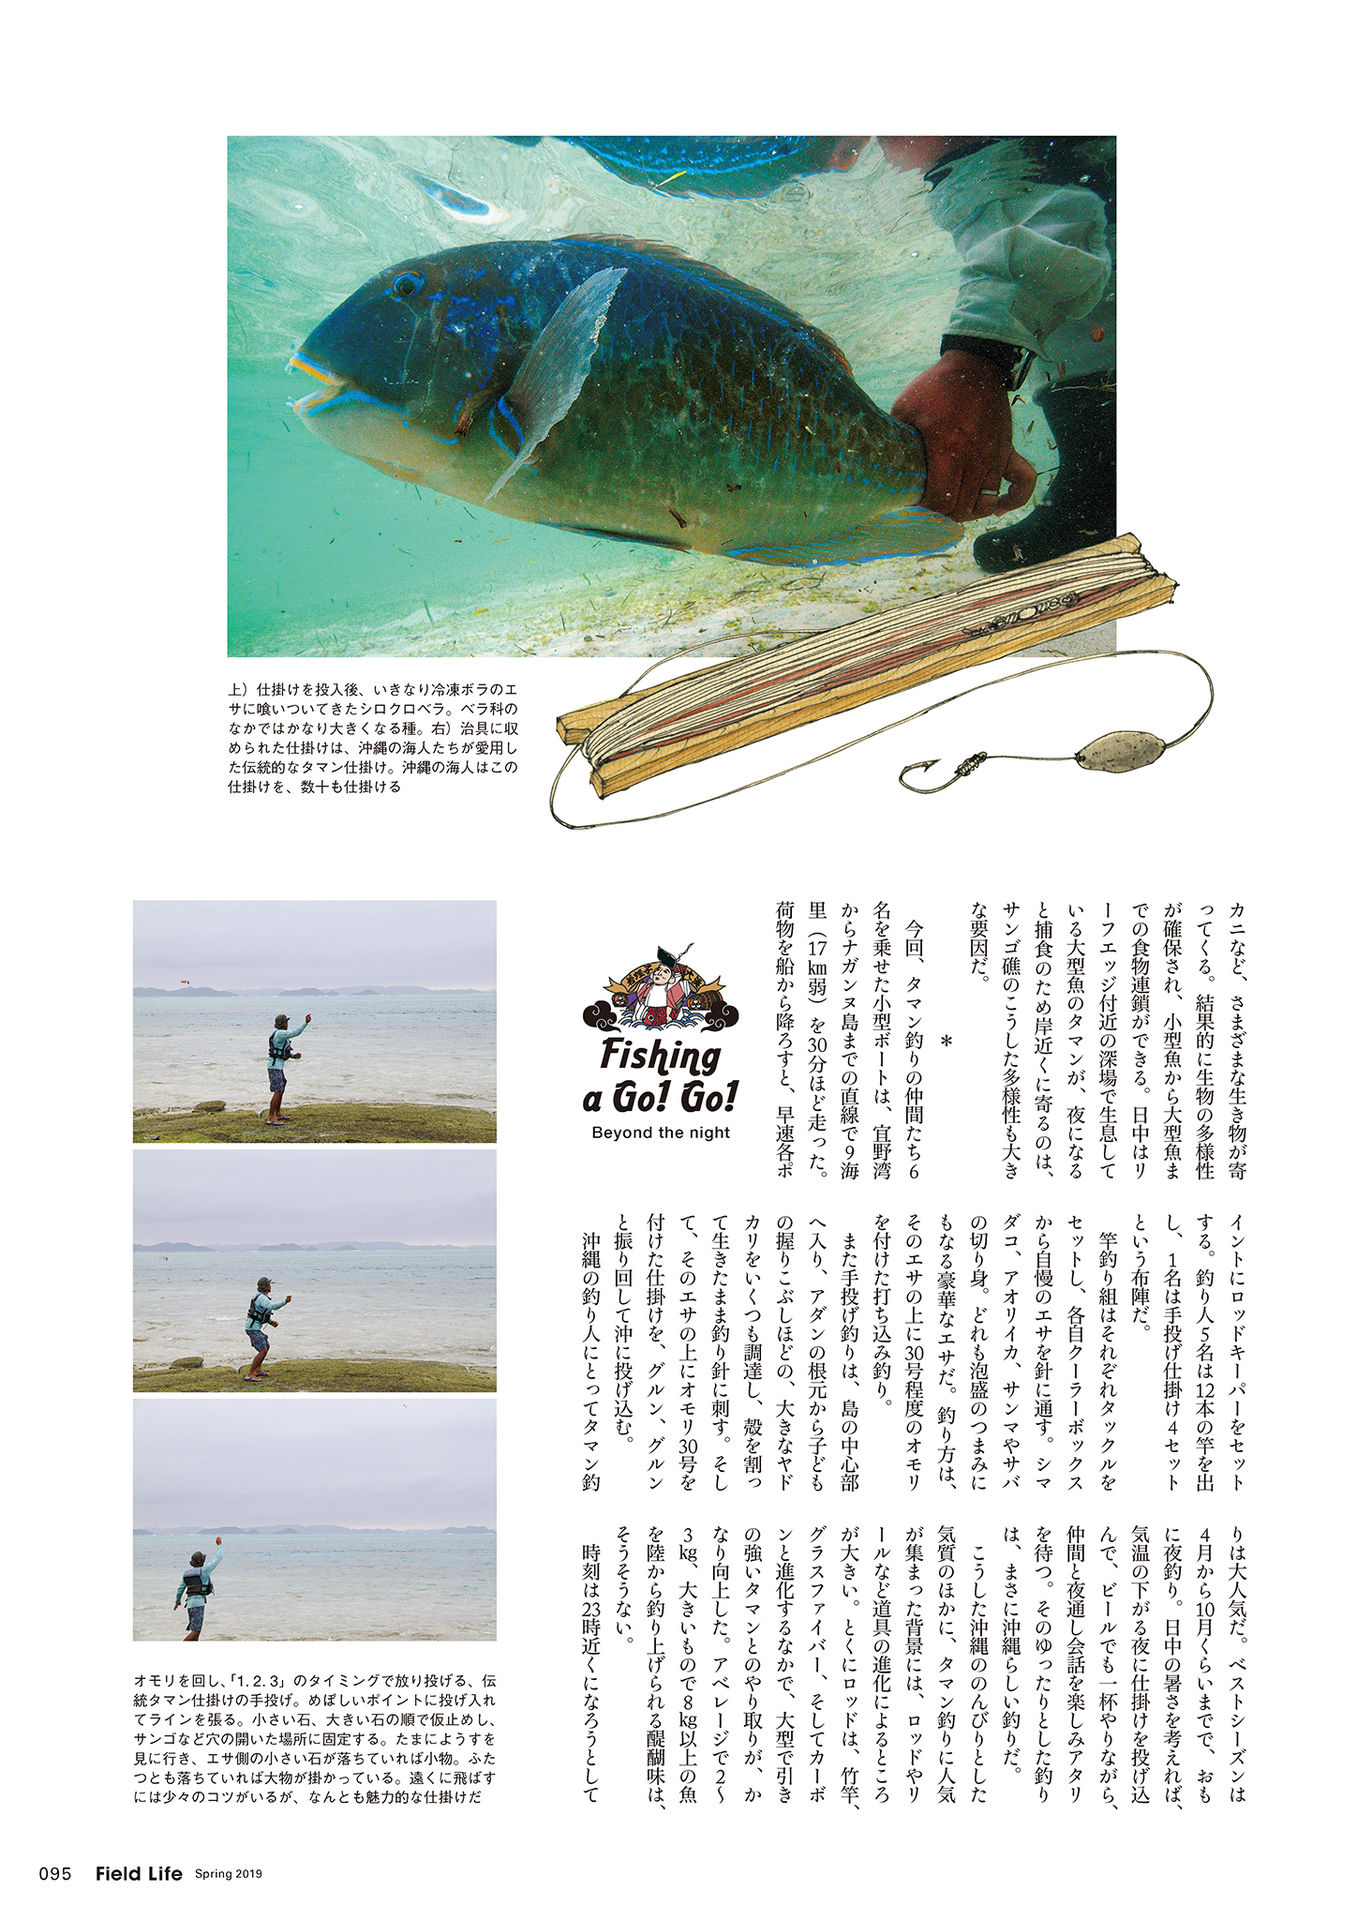 上）仕掛けを投入後、いきなり冷凍ボラのエ
サに喰いついてきたシロクロベラ。ベラ科の
なかではかなり大きくなる種。右）治具に収
められた仕掛けは、沖縄の海人たちが愛用し
た伝統的なタマン仕掛け。沖縄の海人はこの
仕掛けを、数十も仕掛ける
カニなど、さまざまな生き物が寄
ってくる。結果的に生物の多様性
が確保され、小型魚から大型魚ま
での食物連鎖ができる。日中はリ
ーフエッジ付近の深場で生息して
いる大型魚のタマンが、夜になる
と捕食のため岸近くに寄るのは、
サンゴ礁のこうした多様性も大き
な要因だ。
＊
今回、タマン釣りの仲間たち6
名を乗せた小型ボートは、宜野湾
からナガンヌ島までの直線で9海
里（17㎞弱）を30分ほど走った。
荷物を船から降ろすと、早速各ポ
Fishing
a Go! Go!
Beyond the night
イントにロッドキーパーをセット
する。釣り人5名は12本の竿を出
し、1名は手投げ仕掛け4セット
という布陣だ。
竿釣り組はそれぞれタックルを
セットし、各自クーラーボックス
から自慢のエサを針に通す。シマ
ダコ、アオリイカ、サンマやサバ
の切り身。どれも泡盛のつまみに
もなる豪華なエサだ。釣り方は、
そのエサの上に30号程度のオモリ
を付けた打ち込み釣り。
また手投げ釣りは、島の中心部
へ入り、アダンの根元から子ども
の握りこぶしほどの、大きなヤド
カリをいくつも調達し、殻を割っ
て生きたまま釣り針に刺す。そし
て、そのエサの上にオモリ30号を
付けた仕掛けを、グルン、グルン
と振り回して沖に投げ込む。
沖縄の釣り人にとってタマン釣
りは大人気だ。ベストシーズンは
4月から10月くらいまでで、おも
に夜釣り。日中の暑さを考えれば、
気温の下がる夜に仕掛けを投げ込
んで、ビールでも一杯やりながら、
仲間と夜通し会話を楽しみアタリ
を待つ。そのゆったりとした釣り
は、まさに沖縄らしい釣りだ。
こうした沖縄ののんびりとした
気質のほかに、タマン釣りに人気
が集まった背景には、ロッドやリ
ールなど道具の進化によるところ
が大きい。とくにロッドは、竹竿、
グラスファイバー、そしてカーボ
ンと進化するなかで、大型で引き
の強いタマンとのやり取りが、か
なり向上した。アベレージで2〜
3㎏、大きいもので8㎏以上の魚
を陸から釣り上げられる醍醐味は、
そうそうない。
時刻は23時近くになろうとして
オモリを回し、「1.2.3」のタイミングで放り投げる、伝
統タマン仕掛けの手投げ。めぼしいポイントに投げ入れ
てラインを張る。小さい石、大きい石の順で仮止めし、
サンゴなど穴の開いた場所に固定する。たまにようすを
見に行き、エサ側の小さい石が落ちていれば小物。ふた
つとも落ちていれば大物が掛かっている。遠くに飛ばす
には少々のコツがいるが、なんとも魅力的な仕掛けだ
095 Field Life Spring 2019